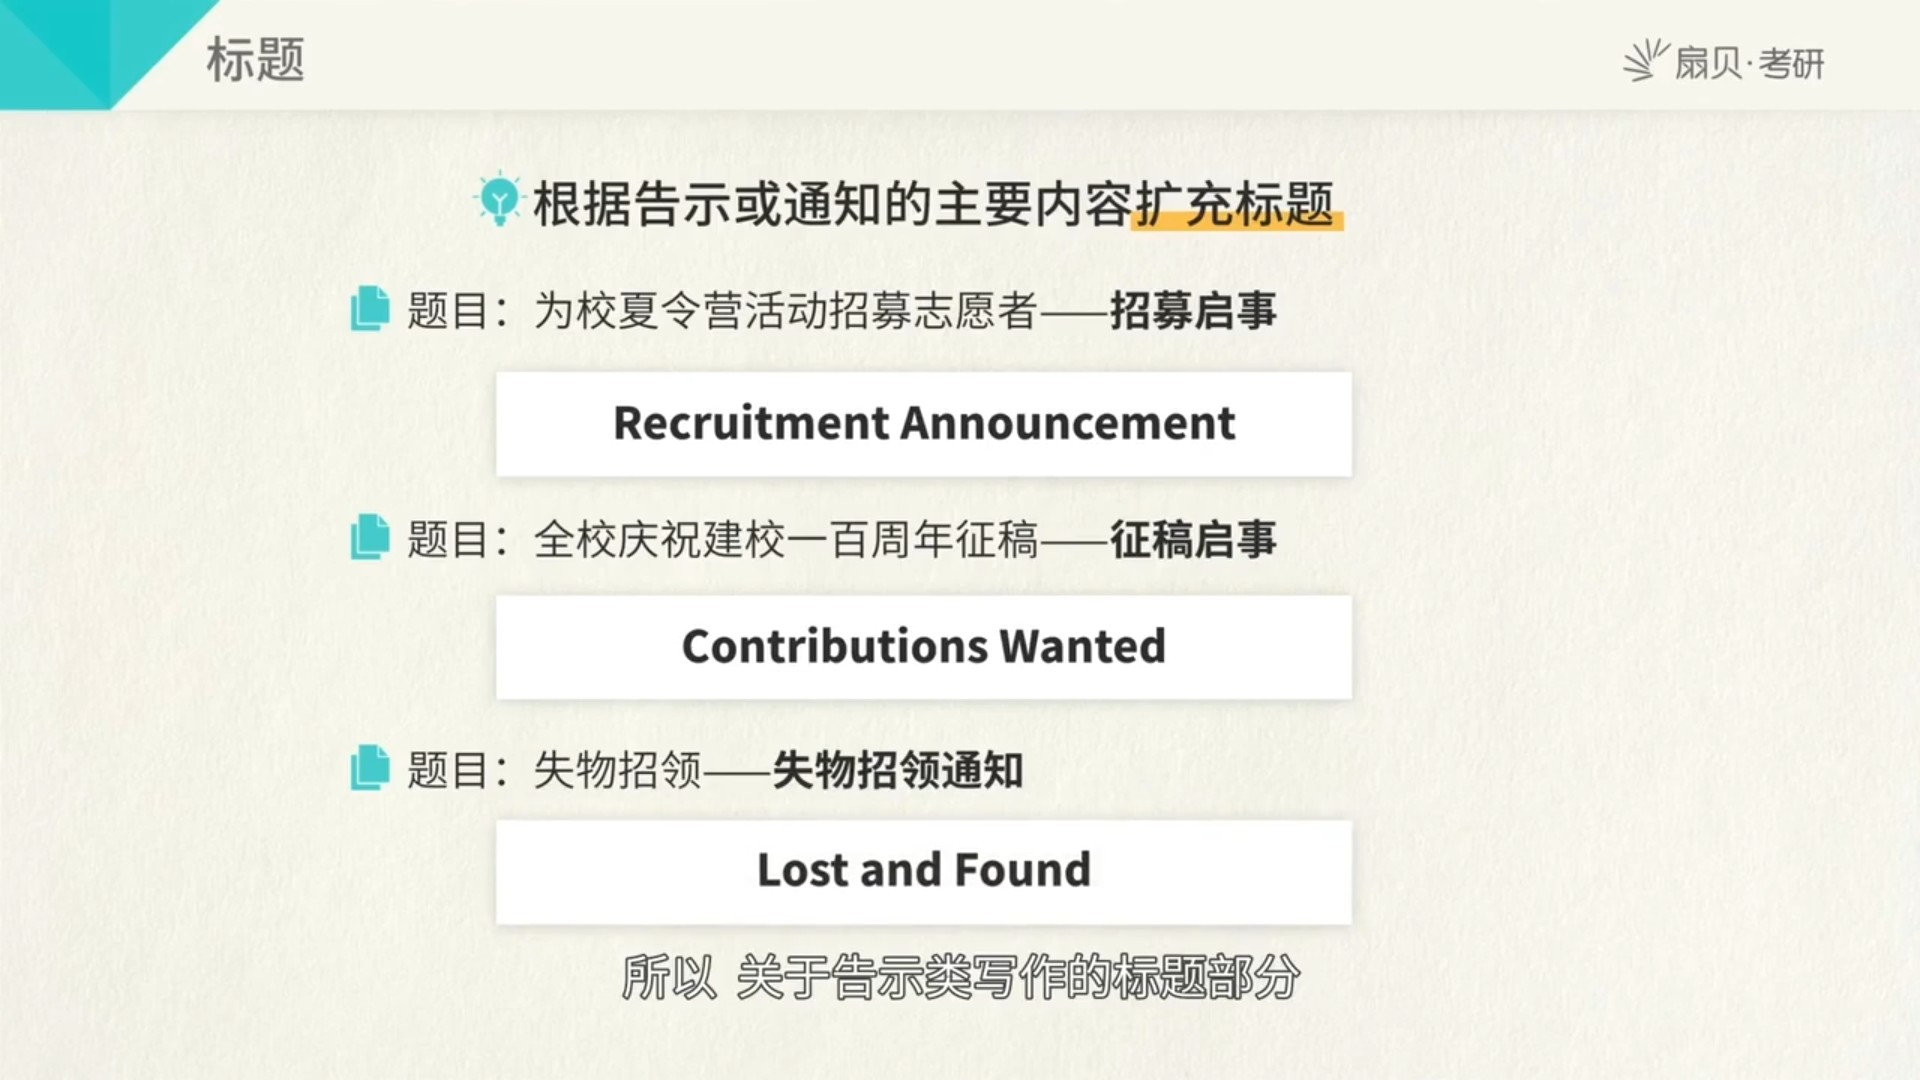 标题
扇贝·考研
根据告示或通知的主要内容扩充标题
题目：为校夏令营活动招募志愿者——招募启事
Recruitment Announcement
题目：全校庆祝建校一百周年征稿——征稿启事
Contributions Wanted
题目：失物招领——失物招领通知
Lost and Found
所以 关于告示类写作的标题部分